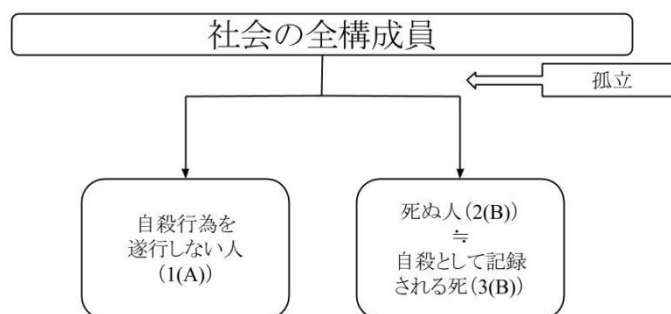 社会の全構成員
孤立
自殺行為を
遂行しない人
(1(A))
死ぬ人(2(B))
≒
自殺として記録
される死(3(B))